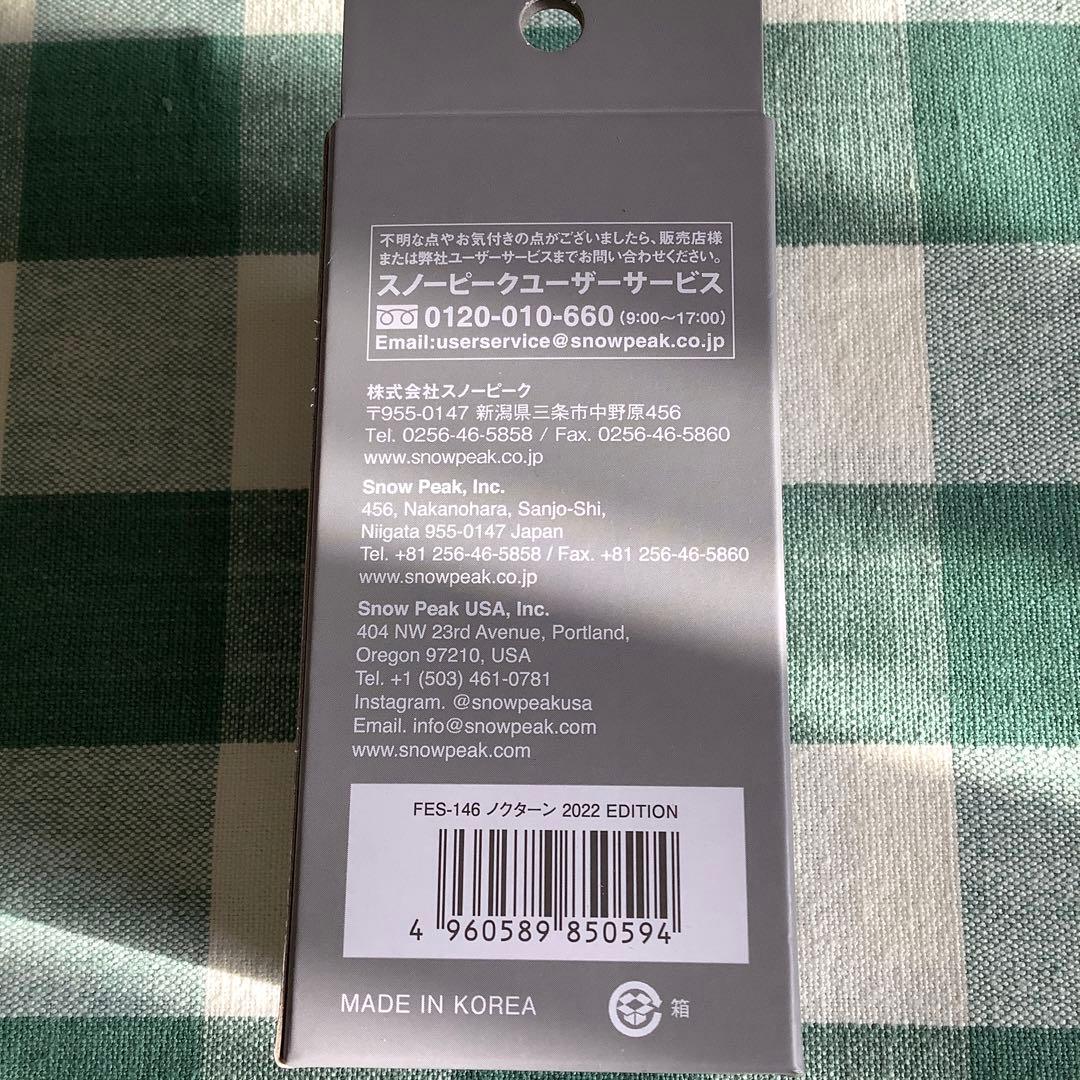 不明な点やお気付きの点がございましたら、販売店様
または弊社ユーザーサービスまでお問い合わせください。
スノーピークユーザーサービス
0120-010-660 (9:00〜17:00)
Email:userservice@snowpeak.co.jp
株式会社スノーピーク
〒955-0147 新潟県三条市中野原456
Tel. 0256-46-5858 / Fax. 0256-46-5860
www.snowpeak.co.jp
Snow Peak, Inc.
456, Nakanohara, Sanjo-Shi,
Niigata 955-0147 Japan
Tel. +81 256-46-5858 / Fax. +81 256-46-5860
www.snowpeak.co.jp
Snow Peak USA, Inc.
404 NW 23rd Avenue, Portland,
Oregon 97210, USA
Tel. +1 (503) 461-0781
Instagram. @snowpeakusa
Email. info@snowpeak.com
www.snowpeak.com
FES-146 ノクターン 2022 EDITION
4 960589 850594
MADE IN KOREA
箱